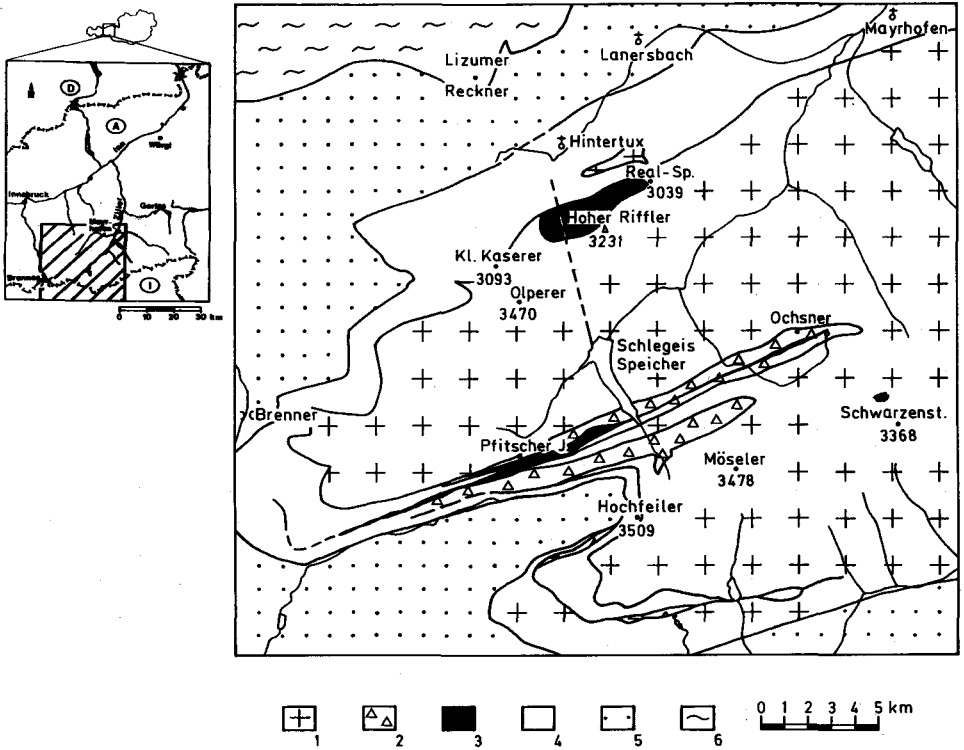 D
A
Inn
Wörgl
Innsbruck
Ziller
Gerlos
Brenner
I
0 10 20 30 km
Mayrhofen
Lanersbach
Lizumer
Reckner
Hintertux
Real-Sp.
3039
Hoher Riffler
3231
Kl. Kaserer
3093
Olperer
3470
Ochsner
Schlegeis
Speicher
Brenner
Schwarzenst.
3368
Pfitscher J.
Möseler
3478
Hochfeiler
3509
1 2 3 4 5 6
0 1 2 3 4 5 km